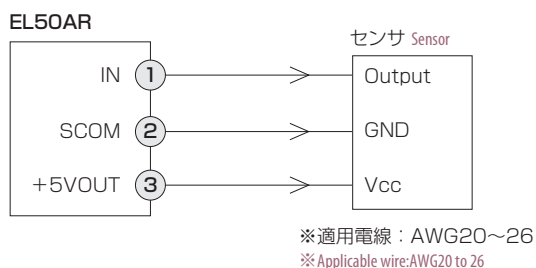 EL50AR
センサ Sensor
IN 1 Output
SCOM 2 GND
+5VOUT 3 Vcc
※適用電線：AWG20～26
※Applicable wire:AWG20 to 26